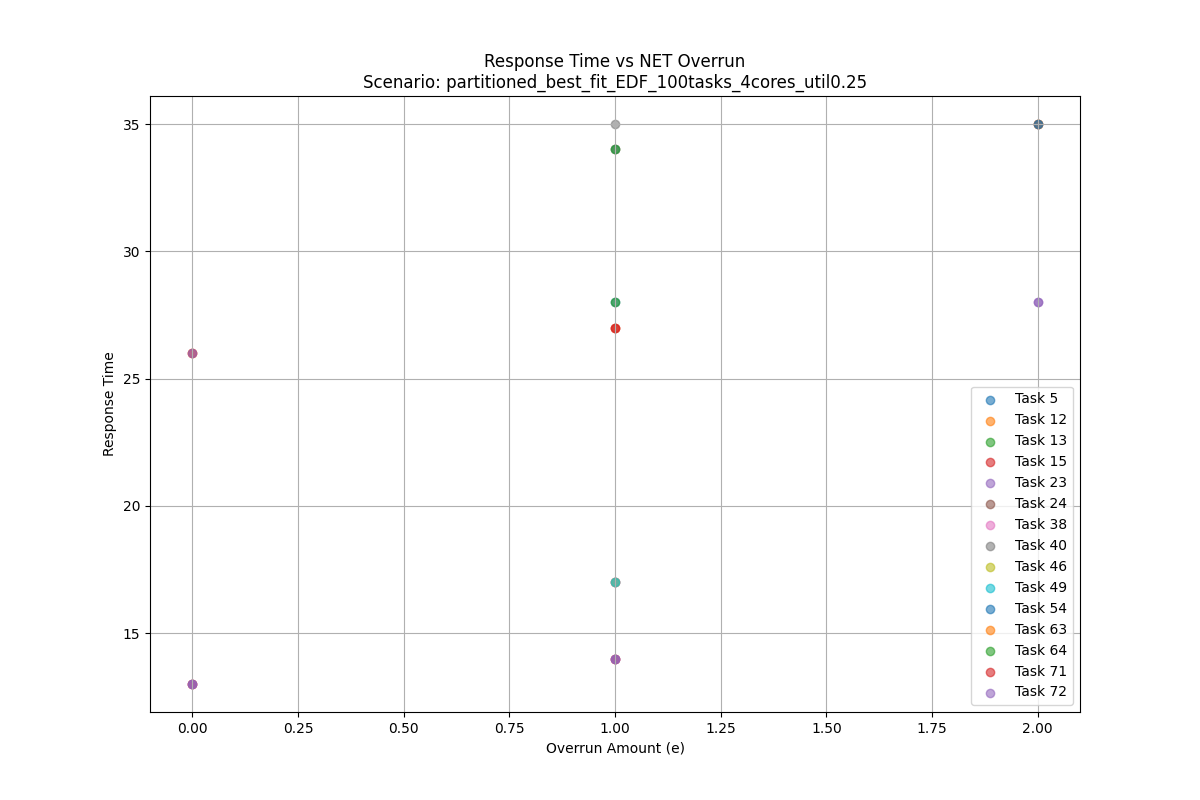 Response Time vs NET Overrun
Scenario: partitioned_best_fit_EDF_100tasks_4cores_util0.25
Response Time
35
30
25
20
15
0.00 0.25 0.50 0.75 1.00 1.25 1.50 1.75 2.00
Overrun Amount (e)
Task 5
Task 12
Task 13
Task 15
Task 23
Task 24
Task 38
Task 40
Task 46
Task 49
Task 54
Task 63
Task 64
Task 71
Task 72